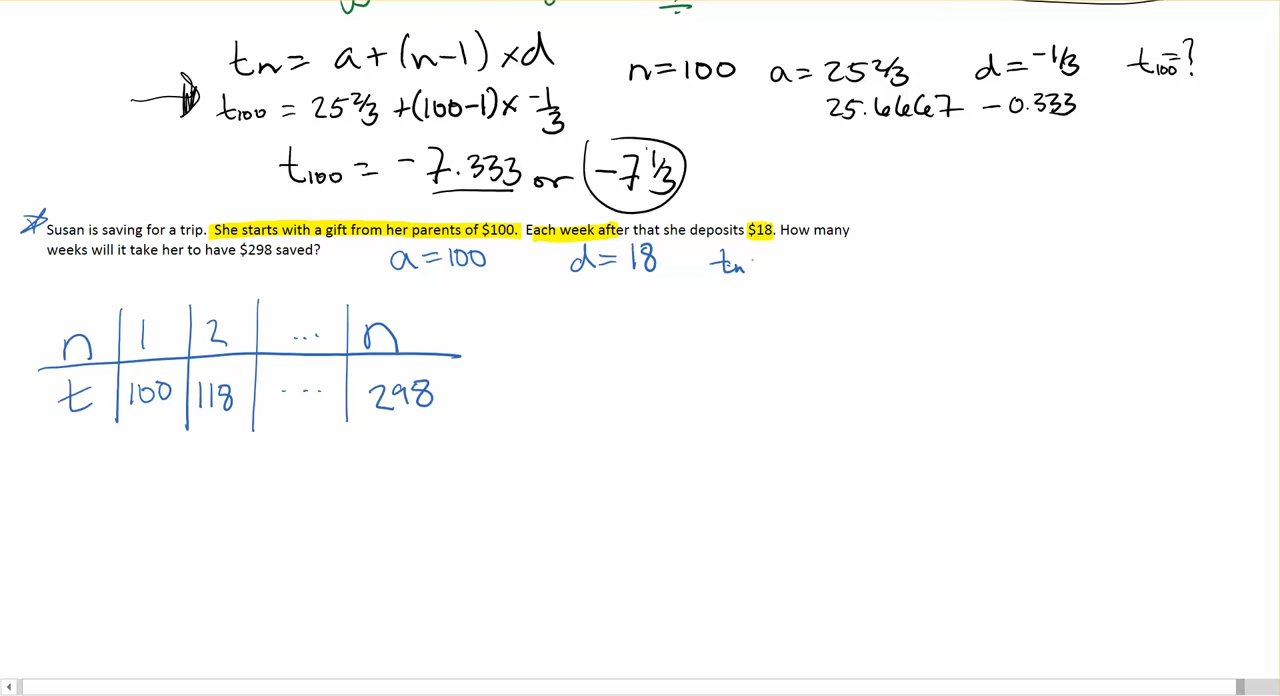 tn = a + (n-1) × d n=100 a = 25 2/3 d = -1/3 t100 = ?
t100 = 25 2/3 + (100-1) × -1/3 25.6667 - 0.333
t100 = -7.333 or -7 1/3
Susan is saving for a trip. She starts with a gift from her parents of $100. Each week after that she deposits $18. How many
weeks will it take her to have $298 saved?
a = 100 d = 18 tn
n 1 2 ... n
t 100 118 ... 298